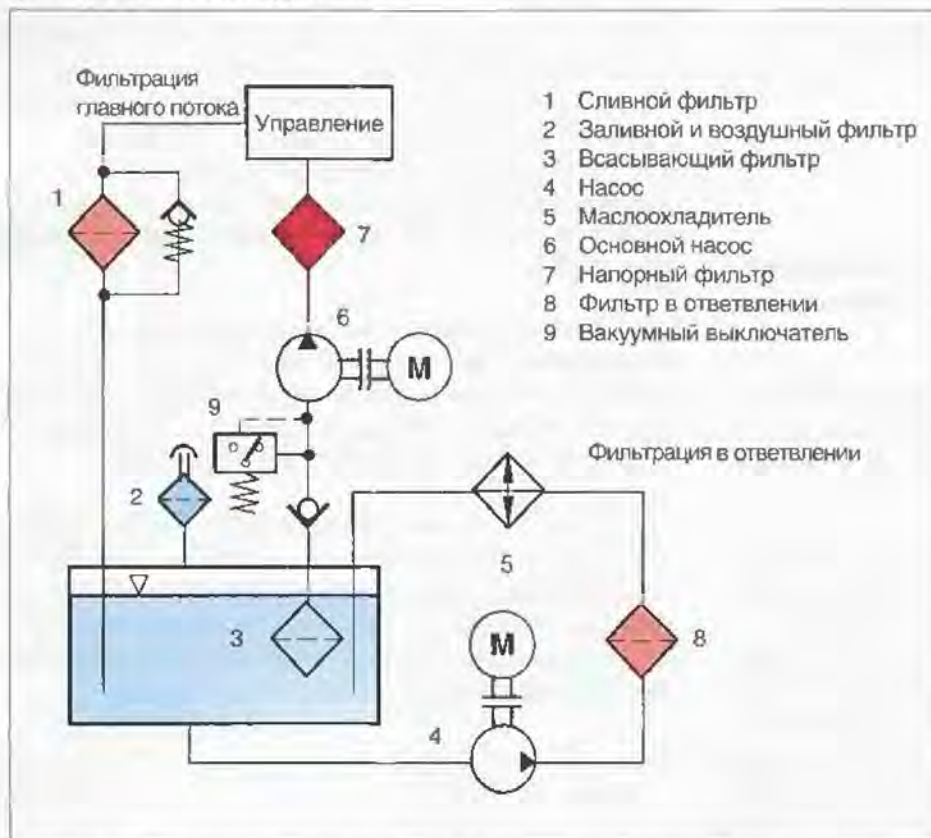 Фильтрация
главного потока
Управление
1 Сливной фильтр
2 Заливной и воздушный фильтр
3 Всасывающий фильтр
4 Насос
5 Маслоохладитель
6 Основной насос
7 Напорный фильтр
8 Фильтр в ответвлении
9 Вакуумный выключатель
1
7
6
М
9
Фильтрация в ответвлении
2
5
3
М
8
4